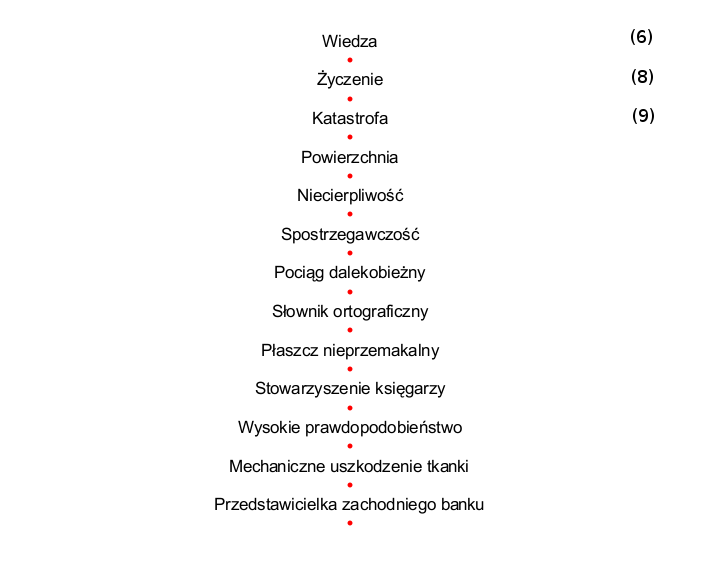 Wiedza (6)
Życzenie (8)
Katastrofa (9)
Powierzchnia
Niecierpliwość
Spostrzegawczość
Pociąg dalekobieżny
Słownik ortograficzny
Płaszcz nieprzemakalny
Stowarzyszenie księgarzy
Wysokie prawdopodobieństwo
Mechaniczne uszkodzenie tkanki
Przedstawicielka zachodniego banku